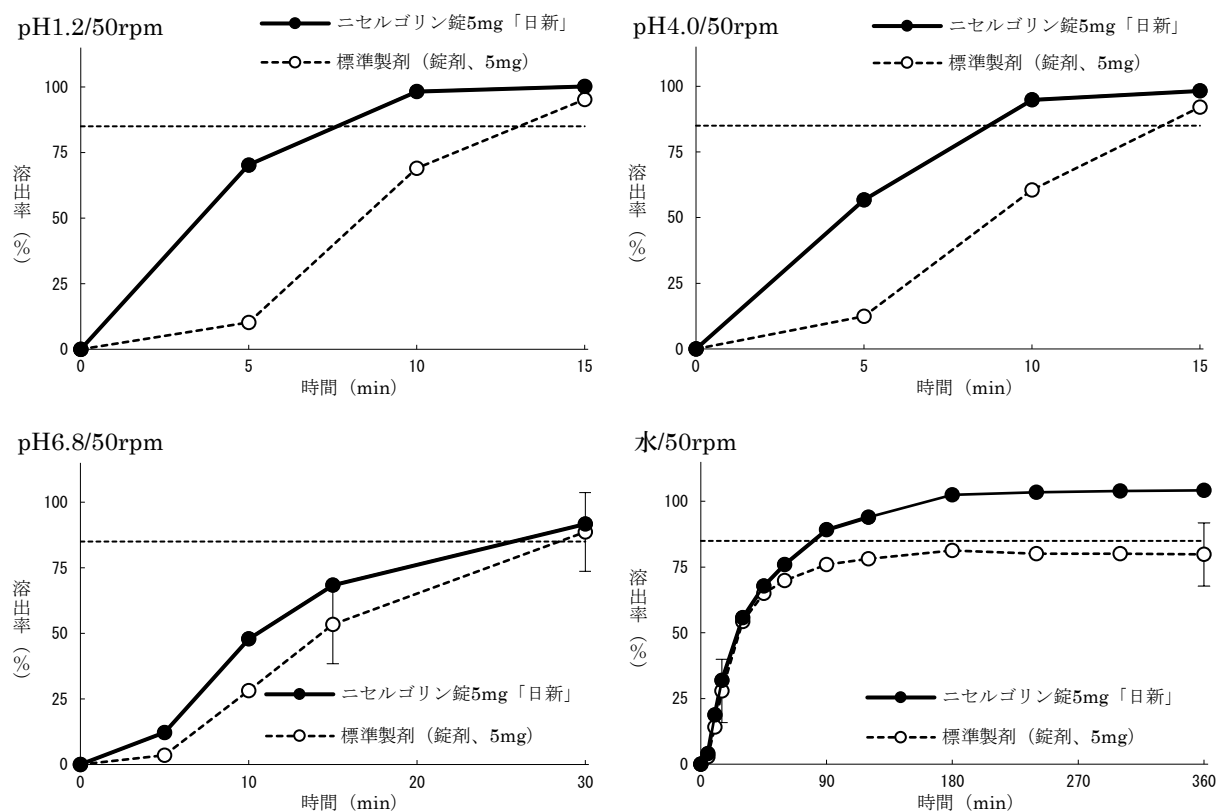 pH1.2/50rpm
ニセルゴリン錠5mg「日新」
標準製剤（錠剤、5mg）
100
75
50
25
0
溶出率（%）
0 5 10 15
時間（min）
pH4.0/50rpm
ニセルゴリン錠5mg「日新」
標準製剤（錠剤、5mg）
100
75
50
25
0
溶出率（%）
0 5 10 15
時間（min）
pH6.8/50rpm
100
75
50
25
0
溶出率（%）
ニセルゴリン錠5mg「日新」
標準製剤（錠剤、5mg）
0 10 20 30
時間（min）
水/50rpm
100
75
50
25
0
溶出率（%）
ニセルゴリン錠5mg「日新」
標準製剤（錠剤、5mg）
0 90 180 270 360
時間（min）